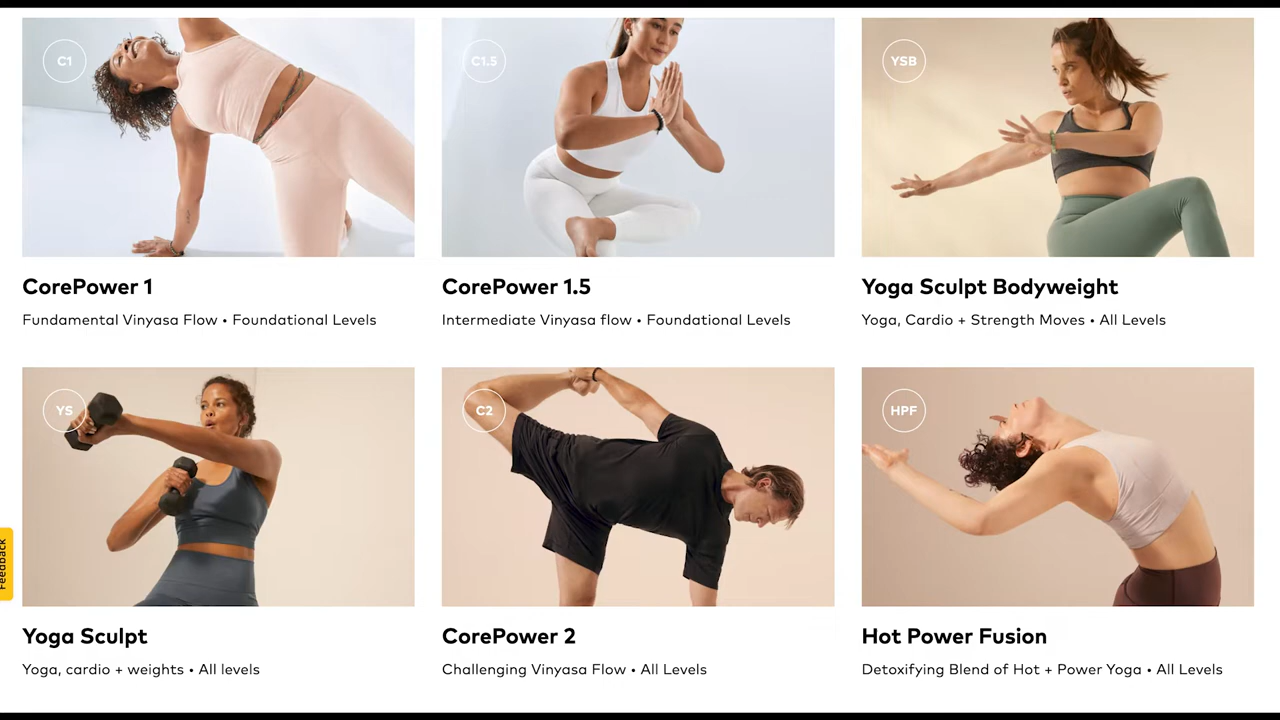 C1
C1.5
YSB
CorePower 1
CorePower 1.5
Yoga Sculpt Bodyweight
Fundamental Vinyasa Flow • Foundational Levels
Intermediate Vinyasa flow • Foundational Levels
Yoga, Cardio + Strength Moves • All Levels
YS
C2
HPF
Feedback
Yoga Sculpt
CorePower 2
Hot Power Fusion
Yoga, cardio + weights • All levels
Challenging Vinyasa Flow • All Levels
Detoxifying Blend of Hot + Power Yoga • All Levels